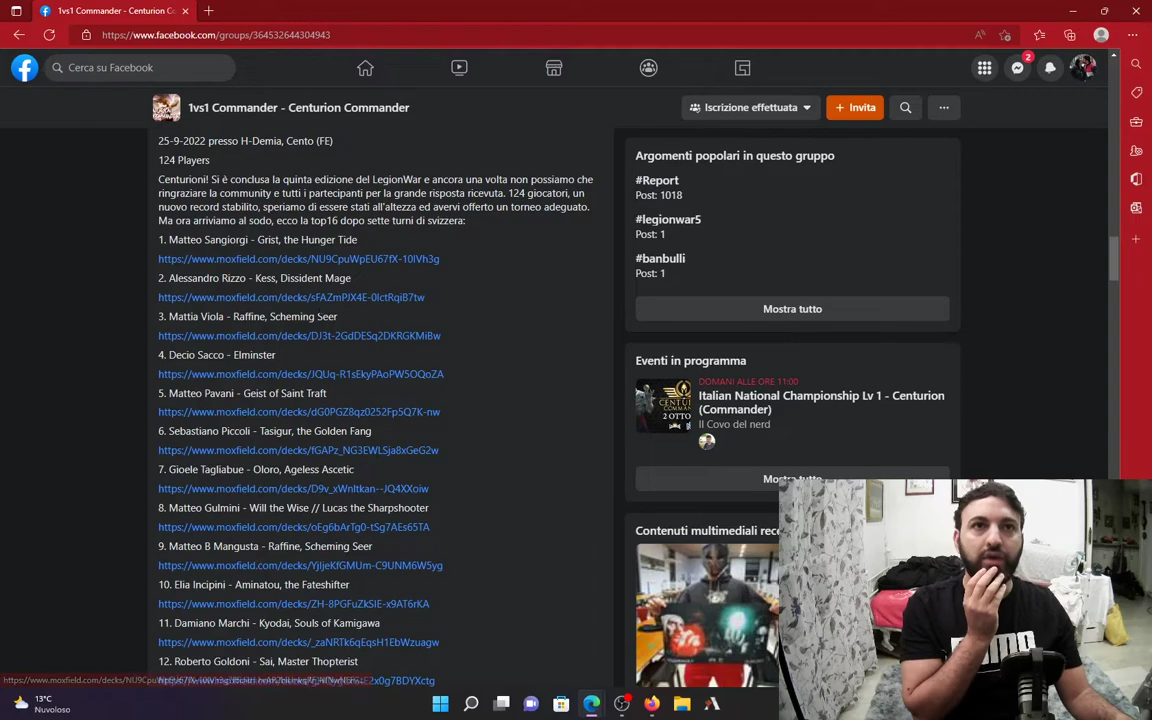 1vs1 Commander - Centurion Co
https://www.facebook.com/groups/364532644304943
Cerca su Facebook
2
1vs1 Commander - Centurion Commander
Iscrizione effettuata
+ Invita
25-9-2022 presso H-Demia, Cento (FE)
124 Players
Centurioni! Si è conclusa la quinta edizione del LegionWar e ancora una volta non possiamo che
ringraziare la community e tutti i partecipanti per la grande risposta ricevuta. 124 giocatori, un
nuovo record stabilito, speriamo di essere stati all'altezza ed avervi offerto un torneo adeguato.
Ma ora arriviamo al sodo, ecco la top16 dopo sette turni di svizzera:
1. Matteo Sangiorgi - Grist, the Hunger Tide
https://www.moxfield.com/decks/NU9CpuWpEU67fX-10IVh3g
2. Alessandro Rizzo - Kess, Dissident Mage
https://www.moxfield.com/decks/sFAZmPJX4E-0IctRqiB7tw
3. Mattia Viola - Raffine, Scheming Seer
https://www.moxfield.com/decks/DJ3t-2GdDESq2DKRGKMiBw
4. Decio Sacco - Elminster
https://www.moxfield.com/decks/JQUq-R1sEkyPAoPW5OQoZA
5. Matteo Pavani - Geist of Saint Traft
https://www.moxfield.com/decks/dG0PGZ8qz0252Fp5Q7K-nw
6. Sebastiano Piccoli - Tasigur, the Golden Fang
https://www.moxfield.com/decks/fGAPz_NG3EWLSja8xGeG2w
7. Gioele Tagliabue - Oloro, Ageless Ascetic
https://www.moxfield.com/decks/D9v_xWnItkan--JQ4XXoiw
8. Matteo Gulmini - Will the Wise // Lucas the Sharpshooter
https://www.moxfield.com/decks/oEg6bArTg0-tSg7AEs65TA
9. Matteo B Mangusta - Raffine, Scheming Seer
https://www.moxfield.com/decks/YjIjeKfGMUm-C9UNM6W5yg
10. Elia Incipini - Aminatou, the Fateshifter
https://www.moxfield.com/decks/ZH-8PGFuZkSIE-x9AT6rKA
11. Damiano Marchi - Kyodai, Souls of Kamigawa
https://www.moxfield.com/decks/_zaNRTk6qEqsH1EbWzuagw
12. Roberto Goldoni - Sai, Master Thopterist
Argomenti popolari in questo gruppo
#Report
Post: 1018
#legionwar5
Post: 1
#banbulli
Post: 1
Mostra tutto
Eventi in programma
DOMANI ALLE ORE 11:00
Italian National Championship Lv 1 - Centurion
(Commander)
Il Covo del nerd
2 OTTO
Contenuti multimediali rece
13°C
Nuvoloso